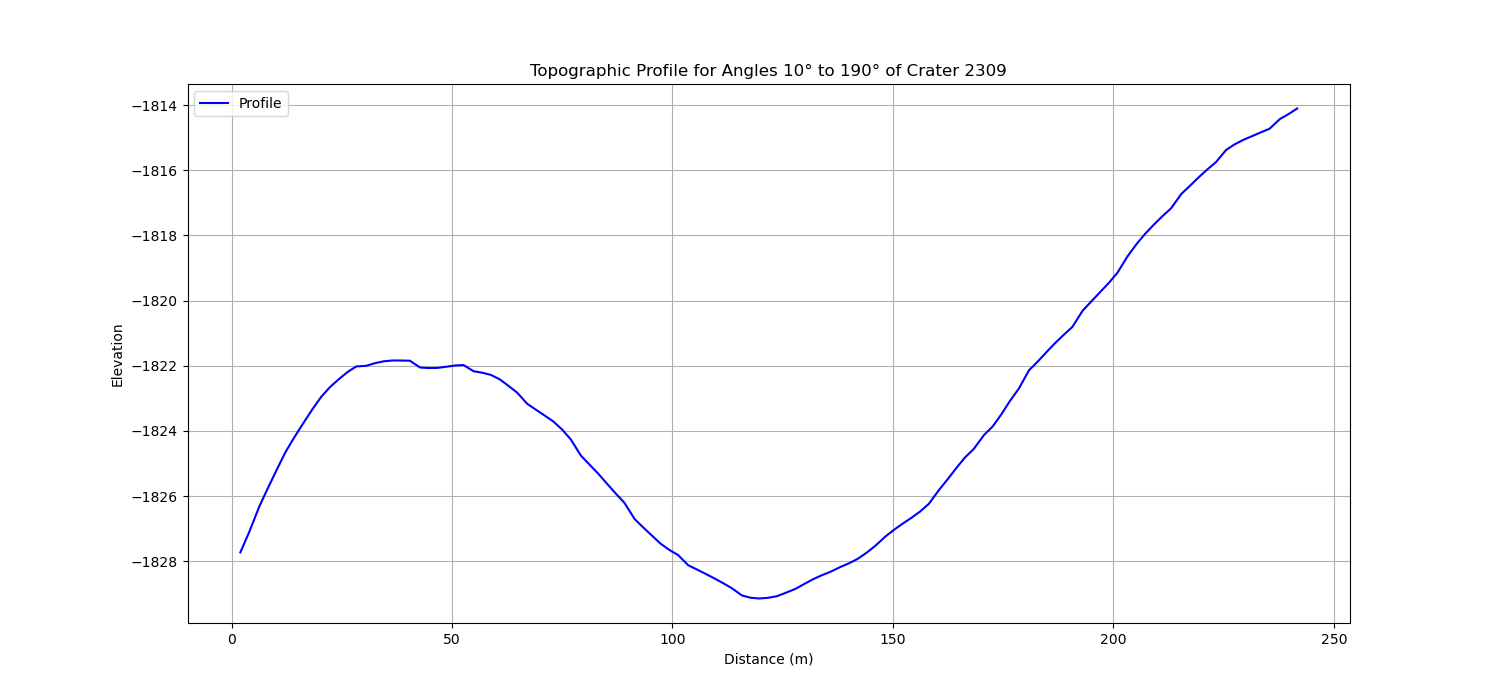 Topographic Profile for Angles 10° to 190° of Crater 2309
Profile
−1814
−1816
−1818
−1820
−1822
−1824
−1826
−1828
Elevation
0 50 100 150 200 250
Distance (m)